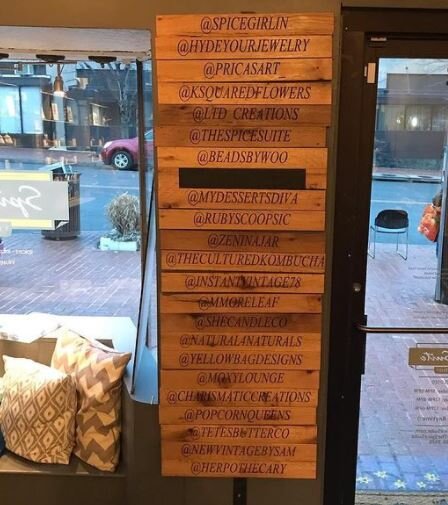 @SPICEGIRLIN
@HYDEYOURJEWELRY
@PRICASART
@KSQUAREDFLOWERS
@LTD_CREATIONS
@THESPICESUITE
@BEADSBYWOO
@MYDESSERTSDIVA
@RUBYSCOOPSIC
@ZENINAJAR
@THECULTUREDKOMBUCHA
@INSTANTVINTAGE78
@MMORELEAF
@SHECANDLECO
@NATURAL4NATURALS
@YELLOWBAGDESIGNS
@MOXYLOUNGE
@CHARISMATICCREATIONS
@POPCORNQUEENS
@TETESBUTTERCO
@NEWVINTAGEBYSAM
@HERPOTHECARY